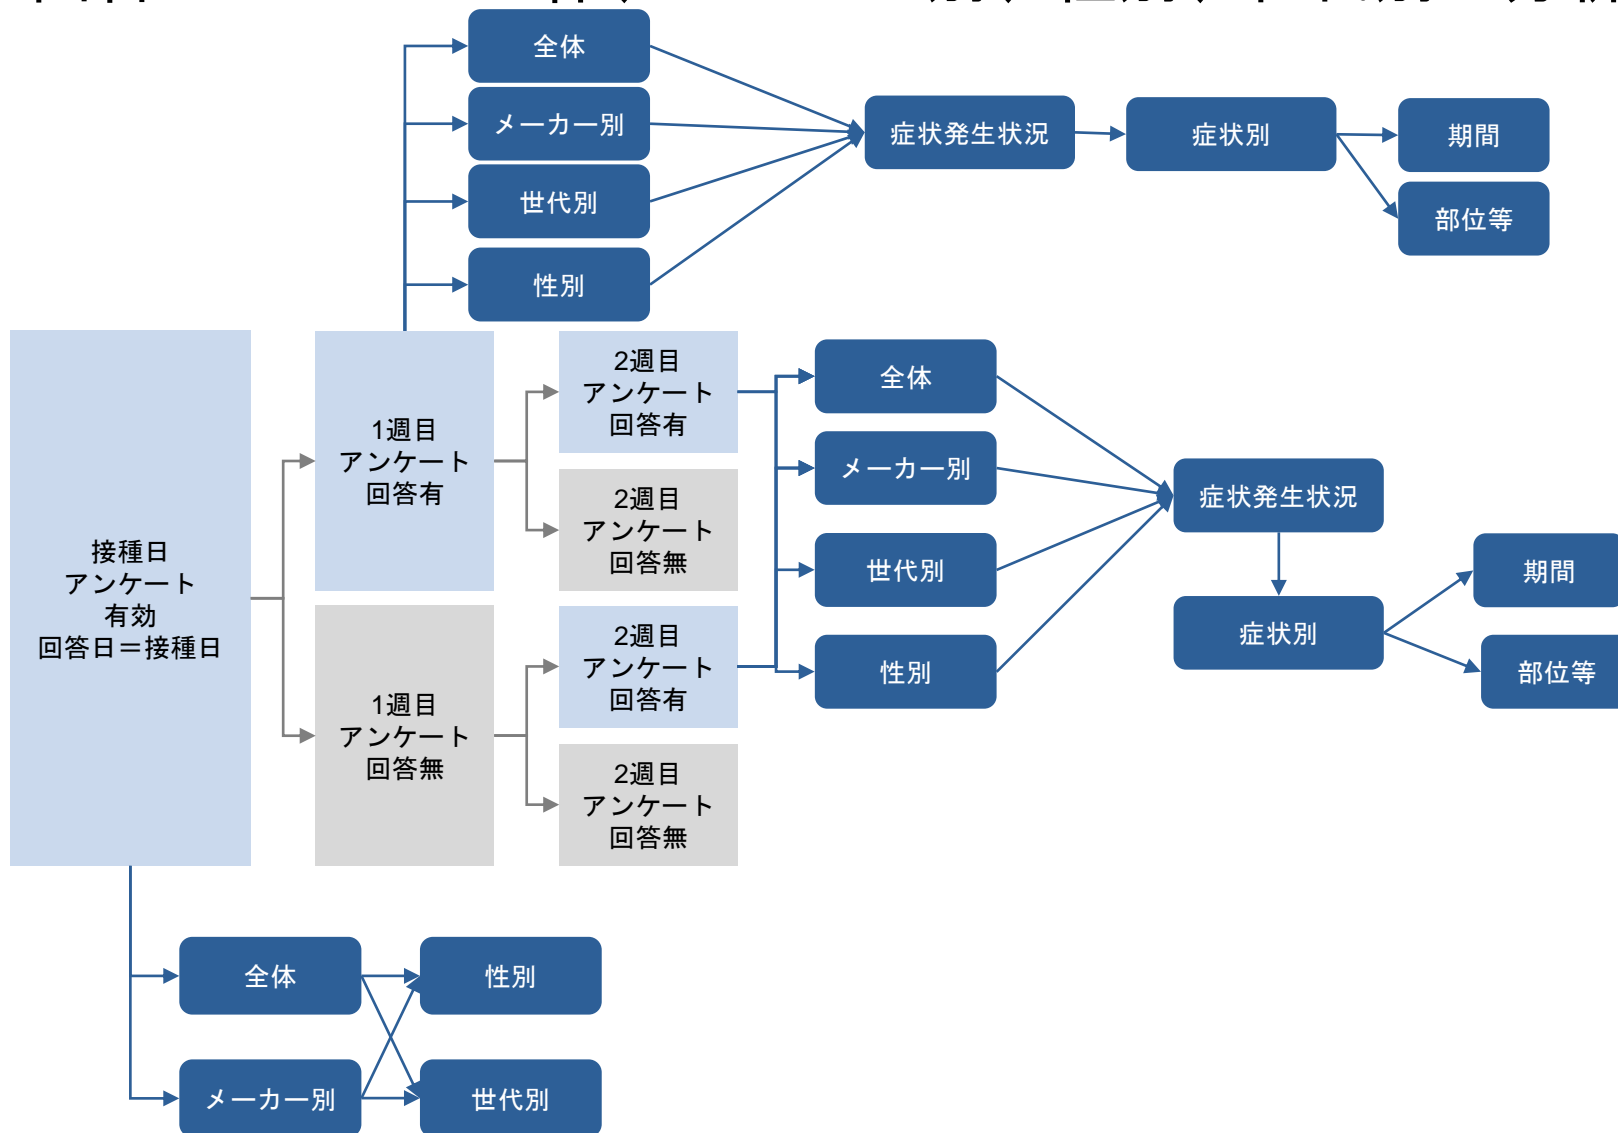 全体
メーカー別
世代別
性別
症状発生状況
症状別
期間
部位等
接種日
アンケート
有効
回答日＝接種日
1週目
アンケート
回答有
1週目
アンケート
回答無
2週目
アンケート
回答有
2週目
アンケート
回答無
2週目
アンケート
回答有
2週目
アンケート
回答無
全体
メーカー別
世代別
性別
症状発生状況
症状別
期間
部位等
全体
メーカー別
性別
世代別